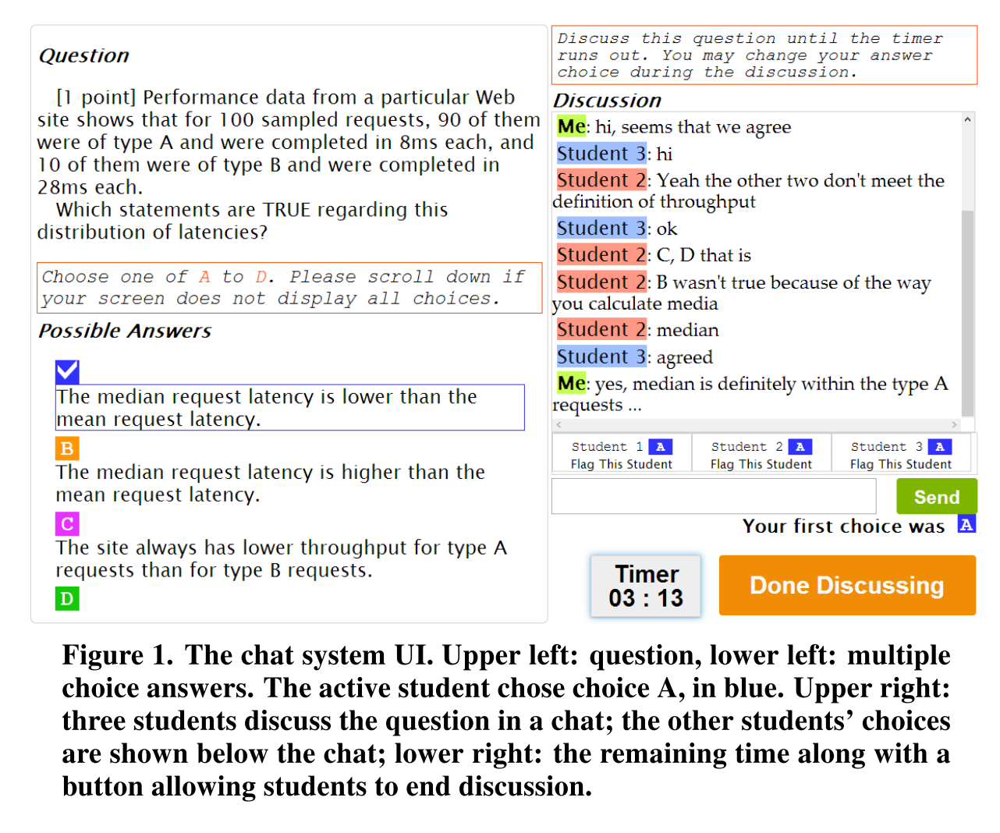 Question
[1 point] Performance data from a particular Web
site shows that for 100 sampled requests, 90 of them
were of type A and were completed in 8ms each, and
10 of them were of type B and were completed in
28ms each.
Which statements are TRUE regarding this
distribution of latencies?
Choose one of A to D. Please scroll down if
your screen does not display all choices.
Possible Answers
The median request latency is lower than the
mean request latency.
B
The median request latency is higher than the
mean request latency.
C
The site always has lower throughput for type A
requests than for type B requests.
D
Discuss this question until the timer
runs out. You may change your answer
choice during the discussion.
Discussion
Me: hi, seems that we agree
Student 3: hi
Student 2: Yeah the other two don't meet the
definition of throughput
Student 3: ok
Student 2: C, D that is
Student 2: B wasn't true because of the way
you calculate media
Student 2: median
Student 3: agreed
Me: yes, median is definitely within the type A
requests ...
Student 1 A Student 2 A Student 3 A
Flag This Student Flag This Student Flag This Student
Send
Your first choice was A
Timer
03 : 13
Done Discussing
Figure 1. The chat system UI. Upper left: question, lower left: multiple
choice answers. The active student chose choice A, in blue. Upper right:
three students discuss the question in a chat; the other students’ choices
are shown below the chat; lower right: the remaining time along with a
button allowing students to end discussion.